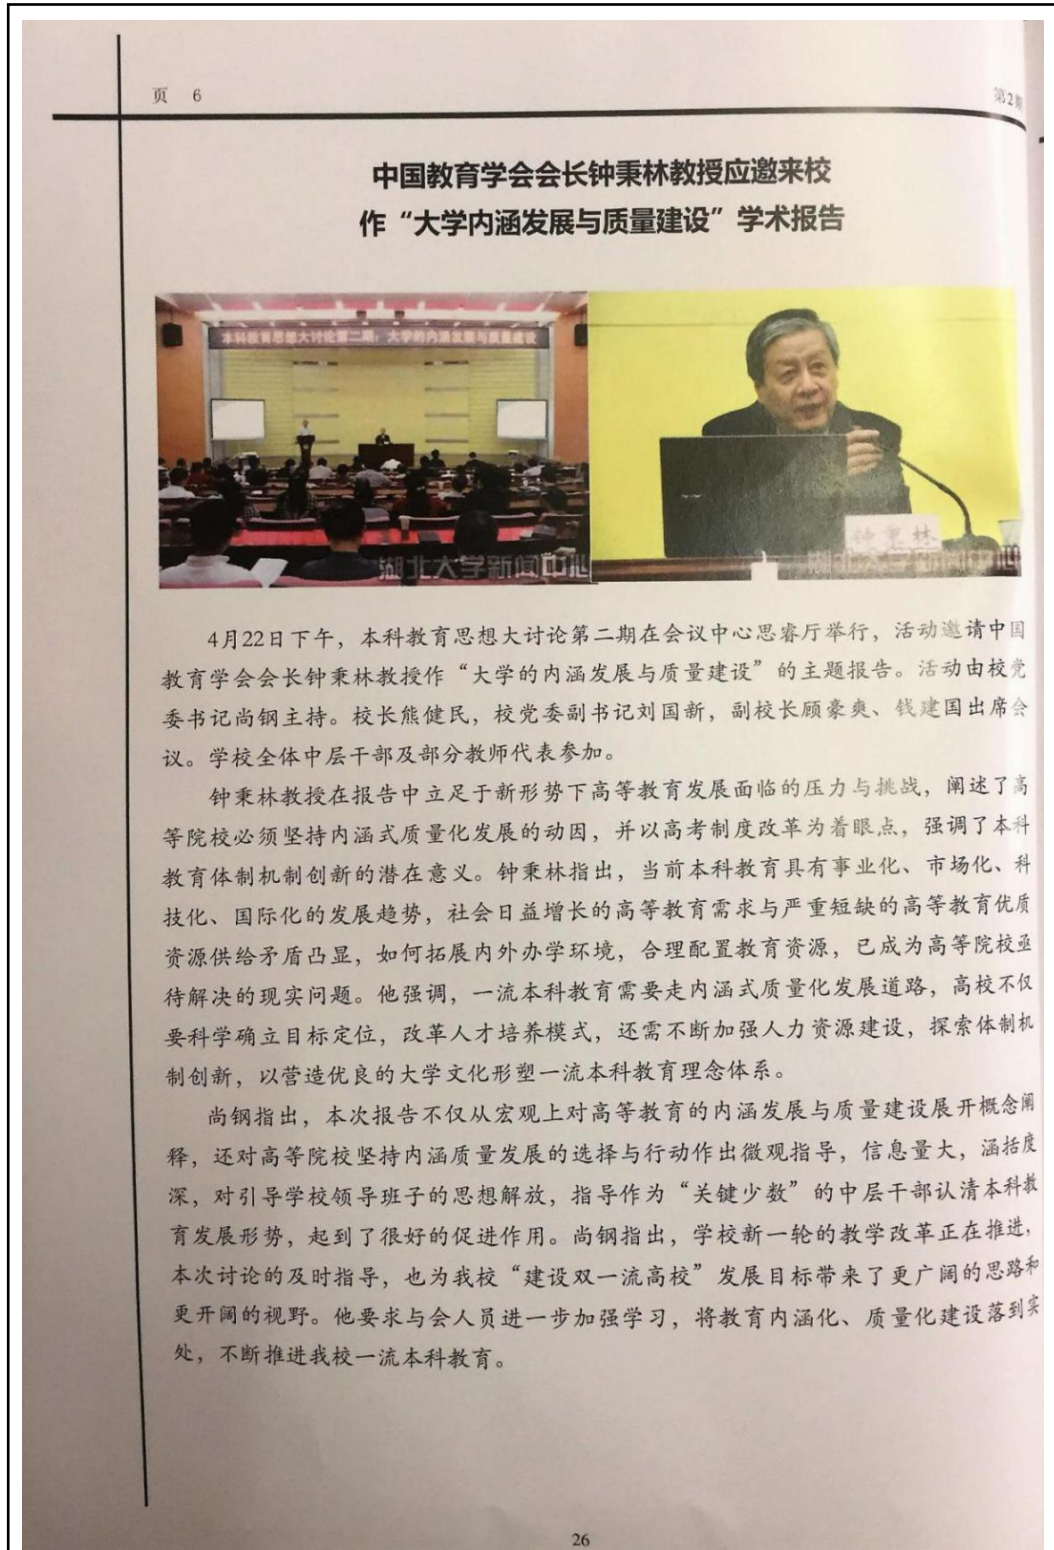 页 6
第2期
中国教育学会会长钟秉林教授应邀来校
作“大学内涵发展与质量建设”学术报告
本科教育思想大讨论第二期：大学的内涵发展与质量建设
钟秉林
湖北大学新闻中心
湖北大学新闻中心
4月22日下午，本科教育思想大讨论第二期在会议中心思睿厅举行，活动邀请中国
教育学会会长钟秉林教授作“大学的内涵发展与质量建设”的主题报告。活动由校党
委书记尚钢主持。校长熊健民，校党委副书记刘国新，副校长顾豪爽、钱建国出席会
议。学校全体中层干部及部分教师代表参加。
钟秉林教授在报告中立足于新形势下高等教育发展面临的压力与挑战，阐述了高
等院校必须坚持内涵式质量化发展的动因，并以高考制度改革为着眼点，强调了本科
教育体制机制创新的潜在意义。钟秉林指出，当前本科教育具有事业化、市场化、科
技化、国际化的发展趋势，社会日益增长的高等教育需求与严重短缺的高等教育优质
资源供给矛盾凸显，如何拓展内外办学环境，合理配置教育资源，已成为高等院校亟
待解决的现实问题。他强调，一流本科教育需要走内涵式质量化发展道路，高校不仅
要科学确立目标定位，改革人才培养模式，还需不断加强人力资源建设，探索体制机
制创新，以营造优良的大学文化形塑一流本科教育理念体系。
尚钢指出，本次报告不仅从宏观上对高等教育的内涵发展与质量建设展开概念阐
释，还对高等院校坚持内涵质量发展的选择与行动作出微观指导，信息量大，涵括度
深，对引导学校领导班子的思想解放，指导作为“关键少数”的中层干部认清本科教
育发展形势，起到了很好的促进作用。尚钢指出，学校新一轮的教学改革正在推进，
本次讨论的及时指导，也为我校“建设双一流高校”发展目标带来了更广阔的思路和
更开阔的视野。他要求与会人员进一步加强学习，将教育内涵化、质量化建设落到实
处，不断推进我校一流本科教育。
26